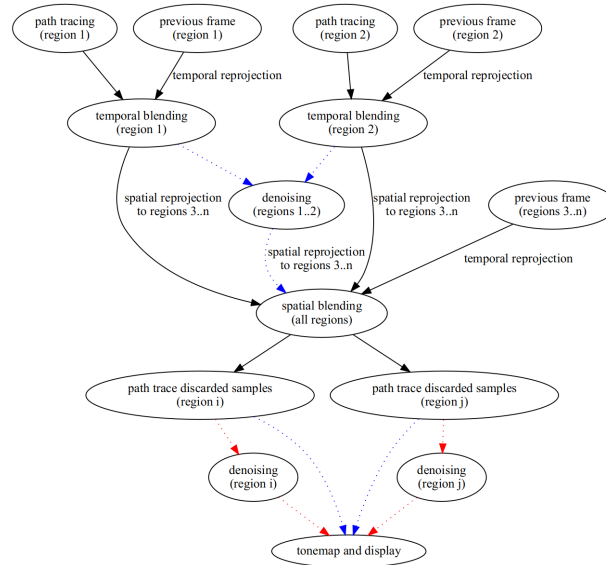 path tracing
(region 1)
previous frame
(region 1)
path tracing
(region 2)
previous frame
(region 2)
temporal reprojection
temporal reprojection
temporal blending
(region 1)
temporal blending
(region 2)
spatial reprojection
to regions 3..n
denoising
(regions 1..2)
spatial reprojection
to regions 3..n
previous frame
(regions 3..n)
spatial reprojection
to regions 3..n
temporal reprojection
spatial blending
(all regions)
path trace discarded samples
(region i)
path trace discarded samples
(region j)
denoising
(region i)
denoising
(region j)
tonemap and display